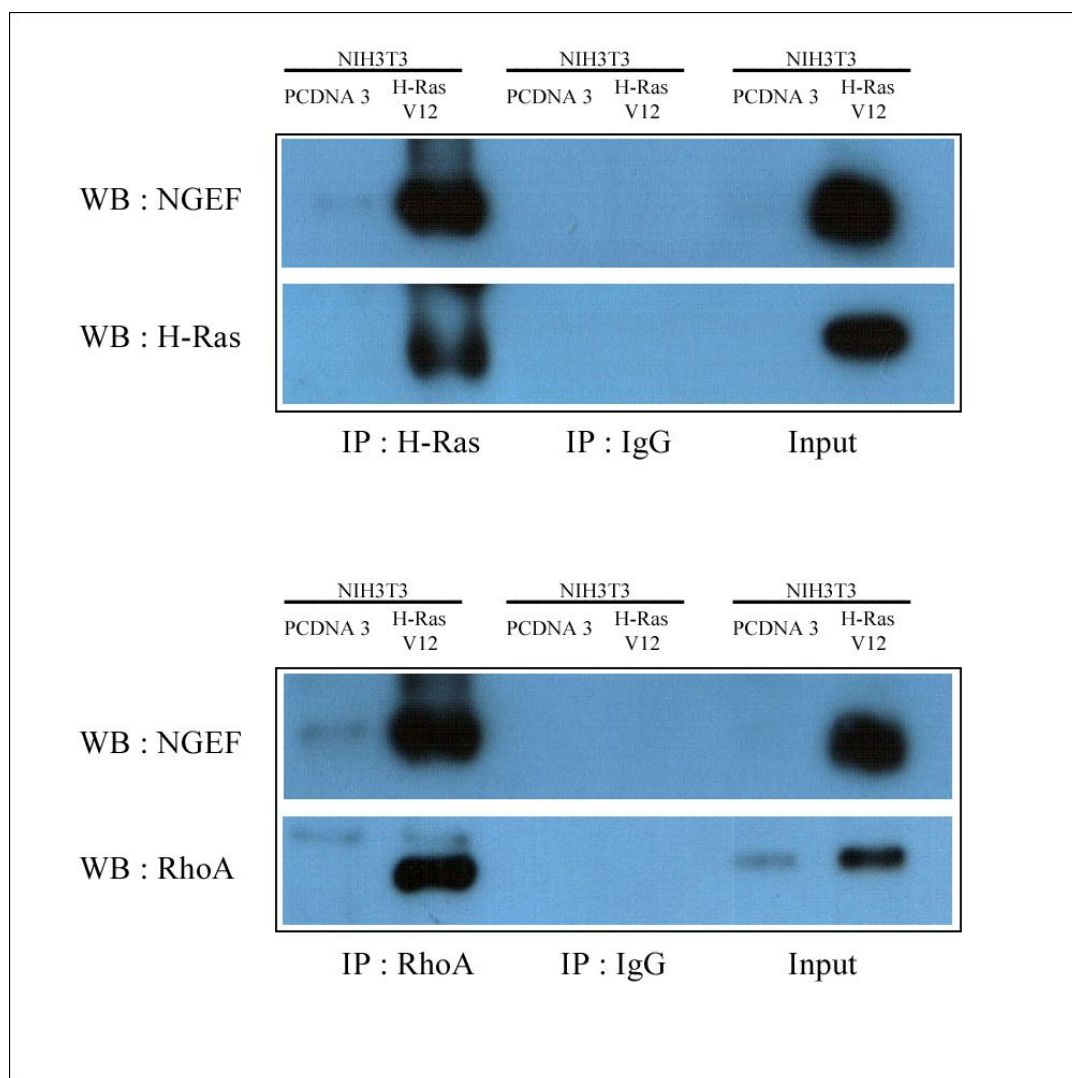 NIH3T3 NIH3T3 NIH3T3
PCDNA 3 H-Ras V12 PCDNA 3 H-Ras V12 PCDNA 3 H-Ras V12
WB : NGEF
WB : H-Ras
IP : H-Ras IP : IgG Input
NIH3T3 NIH3T3 NIH3T3
PCDNA 3 H-Ras V12 PCDNA 3 H-Ras V12 PCDNA 3 H-Ras V12
WB : NGEF
WB : RhoA
IP : RhoA IP : IgG Input